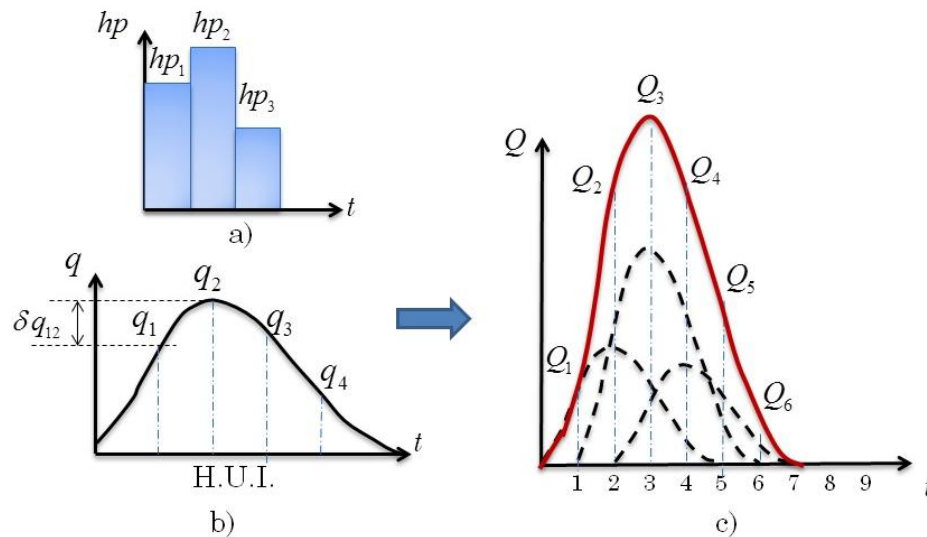 hp
hp₁
hp₂
hp₃
t
a)
q
δq₁₂
q₁
q₂
q₃
q₄
t
H.U.I.
b)
Q
Q₁
Q₂
Q₃
Q₄
Q₅
Q₆
1 2 3 4 5 6 7 8 9
t
c)